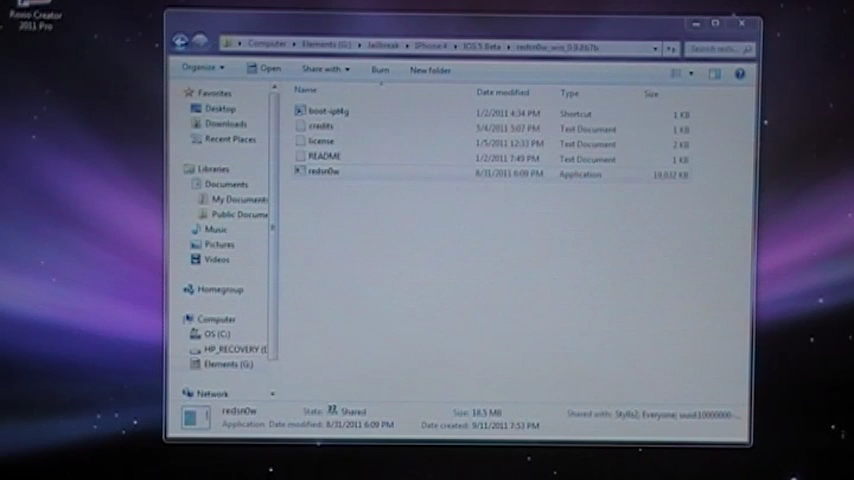 Roxio Creator
2011 Pro
Computer Elements (G:) Jailbreak IPhone 4 IOS 5 Beta redsn0w_win_0.9.8b7b
Organize Open Share with Burn New folder
Name Date modified Type Size
boot-ipt4g 1/2/2011 4:34 PM Shortcut 1 KB
credits 5/4/2011 5:07 PM Text Document 1 KB
license 1/5/2011 12:33 PM Text Document 2 KB
README 1/2/2011 7:49 PM Text Document 1 KB
redsn0w 8/31/2011 6:09 PM Application 19,032 KB
Favorites
Desktop
Downloads
Recent Places
Libraries
Documents
My Documents
Public Docume
Music
Pictures
Videos
Homegroup
Computer
OS (C:)
HP_RECOVERY (
Elements (G:)
Network
redsn0w State: Shared Size: 18.5 MB Shared with: Everyone;
Application Date modified: 8/31/2011 6:09 PM Date created: 9/11/2011 7:53 PM